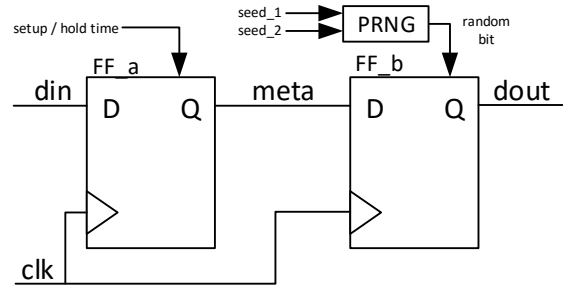 seed_1
seed_2
PRNG
setup / hold time
random
bit
FF_a
FF_b
din
D
Q
meta
D
Q
dout
clk